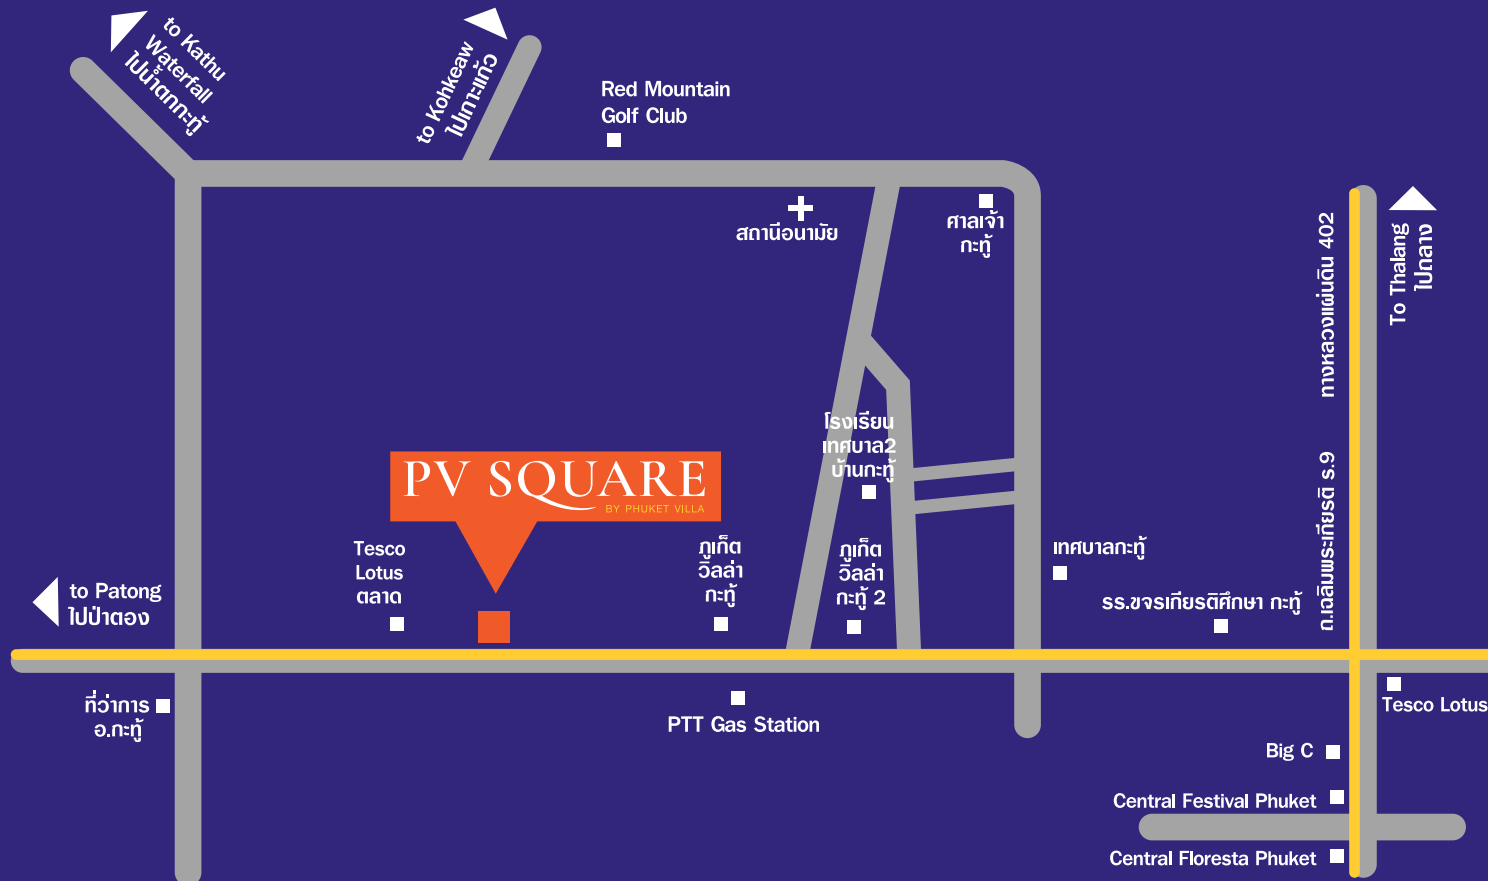 to Kathu
Waterfall
ไปน้ำตกกะทู้
to Kohkeaw
ไปเกาะแก้ว
Red Mountain
Golf Club
สถานีอนามัย
ศาลเจ้า
กะทู้
ทางหลวงแผ่นดิน 402
To Thalang
ไปถลาง
โรงเรียน
เทศบาล2
บ้านกะทู้
PV SQUARE
BY PHUKET VILLA
ถ.เฉลิมพระเกียรติ ร.9
Tesco
Lotus
ตลาด
ภูเก็ต
วิลล่า
กะทู้
ภูเก็ต
วิลล่า
กะทู้ 2
เทศบาลกะทู้
to Patong
ไปป่าตอง
รร.ขจรเกียรติศึกษา กะทู้
ที่ว่าการ
อ.กะทู้
PTT Gas Station
Tesco Lotus
Big C
Central Festival Phuket
Central Floresta Phuket